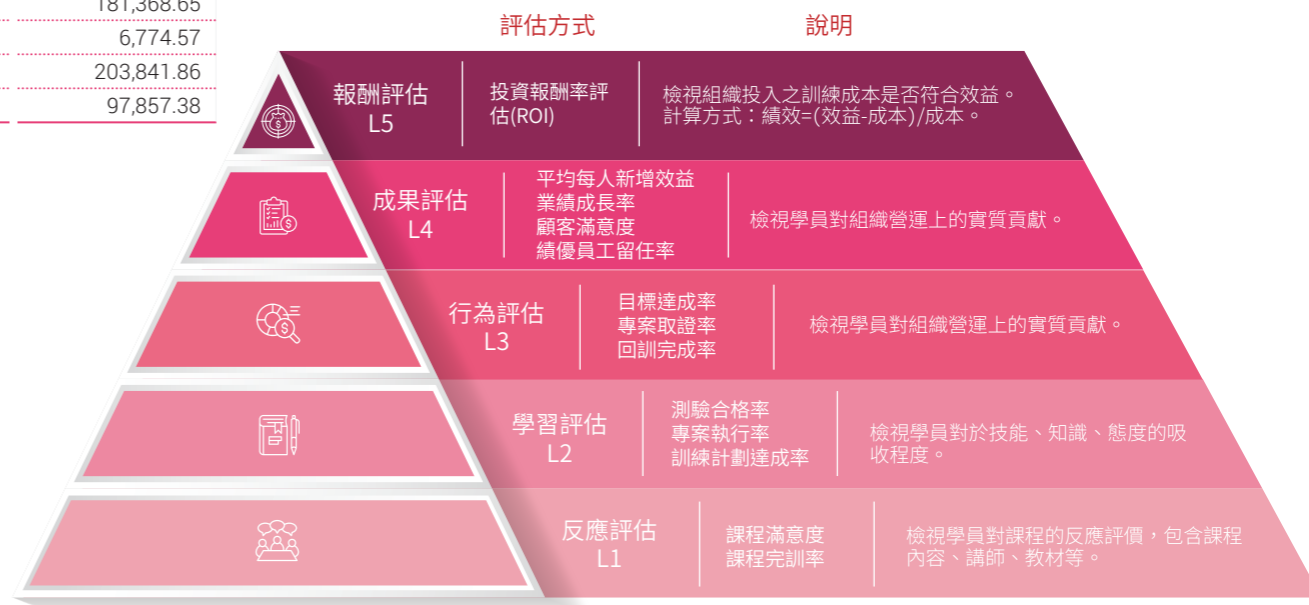 181,368.65
6,774.57
203,841.86
97,857.38
評估方式
說明
報酬評估
L5
投資報酬率評
估(ROI)
檢視組織投入之訓練成本是否符合效益。
計算方式：績效=(效益-成本)/成本。
成果評估
L4
平均每人新增效益
業績成長率
顧客滿意度
績優員工留任率
檢視學員對組織營運上的實質貢獻。
行為評估
L3
目標達成率
專案取證率
回訓完成率
檢視學員對組織營運上的實質貢獻。
學習評估
L2
測驗合格率
專案執行率
訓練計劃達成率
檢視學員對於技能、知識、態度的吸
收程度。
反應評估
L1
課程滿意度
課程完訓率
檢視學員對課程的反應評價，包含課程
內容、講師、教材等。